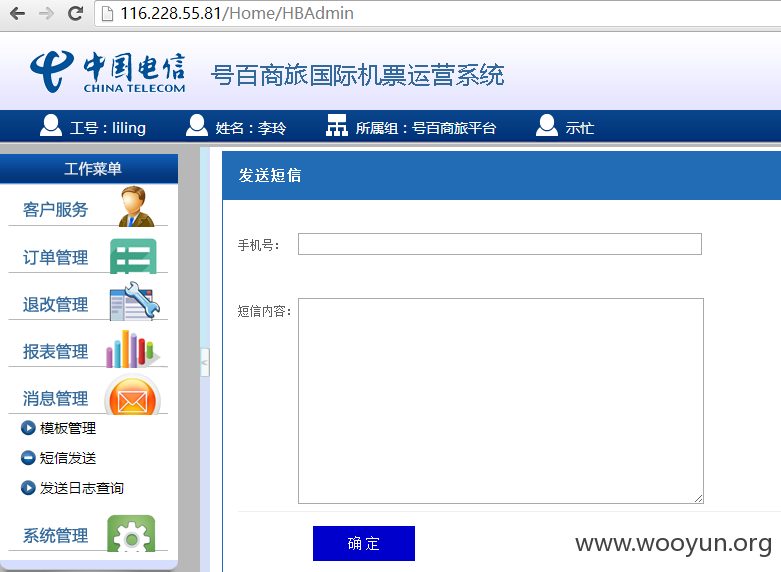 116.228.55.81/Home/HBAdmin
中国电信
CHINA TELECOM
号百商旅国际机票运营系统
工号：liling
姓名：李玲
所属组：号百商旅平台
示忙
工作菜单
客户服务
订单管理
退改管理
报表管理
消息管理
模板管理
短信发送
发送日志查询
系统管理
发送短信
手机号：
短信内容：
确 定
www.wooyun.org